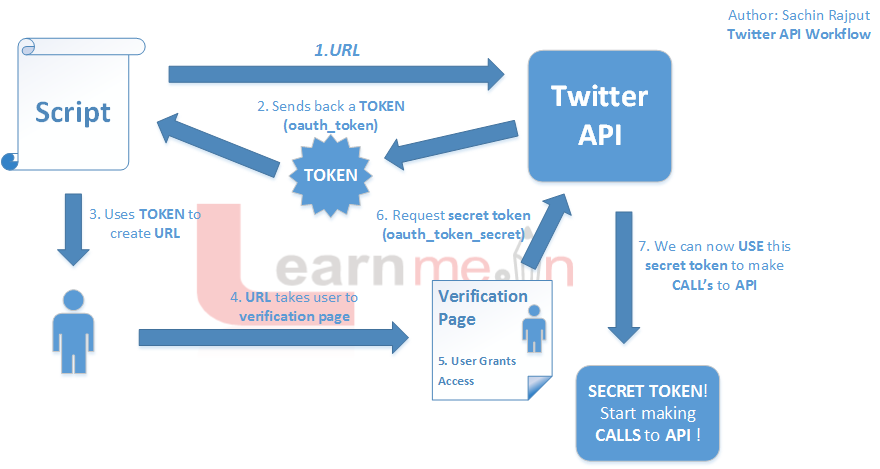 Author: Sachin Rajput
Twitter API Workflow
1.URL
Script
Twitter
API
2. Sends back a TOKEN
(oauth_token)
TOKEN
3. Uses TOKEN to
create URL
6. Request secret token
(oauth_token_secret)
7. We can now USE this
secret token to make
CALL's to API
Learnme.in
4. URL takes user to
verification page
Verification
Page
5. User Grants
Access
SECRET TOKEN!
Start making
CALLS to API !